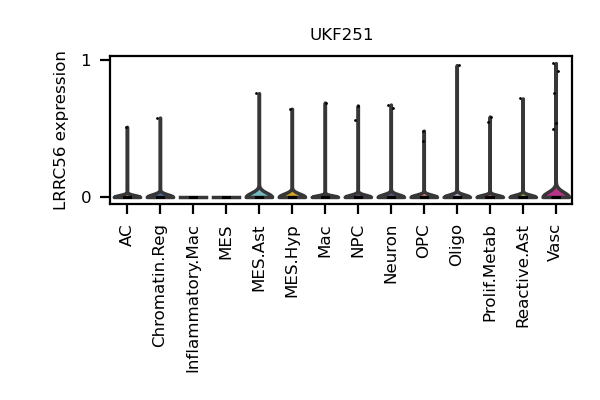 UKF251
LRRC56 expression
1
0
AC
Chromatin.Reg
Inflammatory.Mac
MES
MES.Ast
MES.Hyp
Mac
NPC
Neuron
OPC
Oligo
Prolif.Metab
Reactive.Ast
Vasc